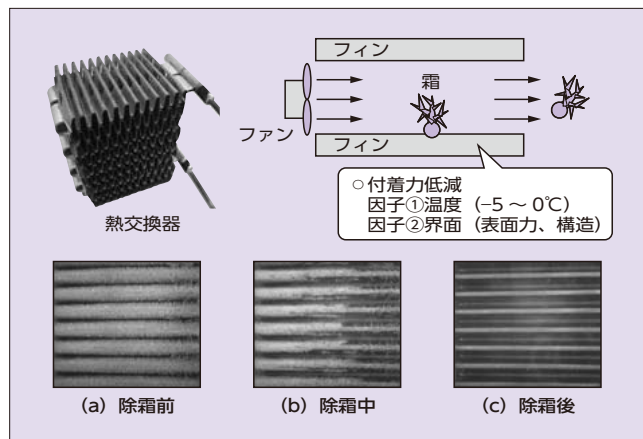 フィン
霜
ファン
フィン
熱交換器
○付着力低減
因子①温度(−5 ~ 0℃)
因子②界面(表面力、構造)
(a) 除霜前
(b) 除霜中
(c) 除霜後